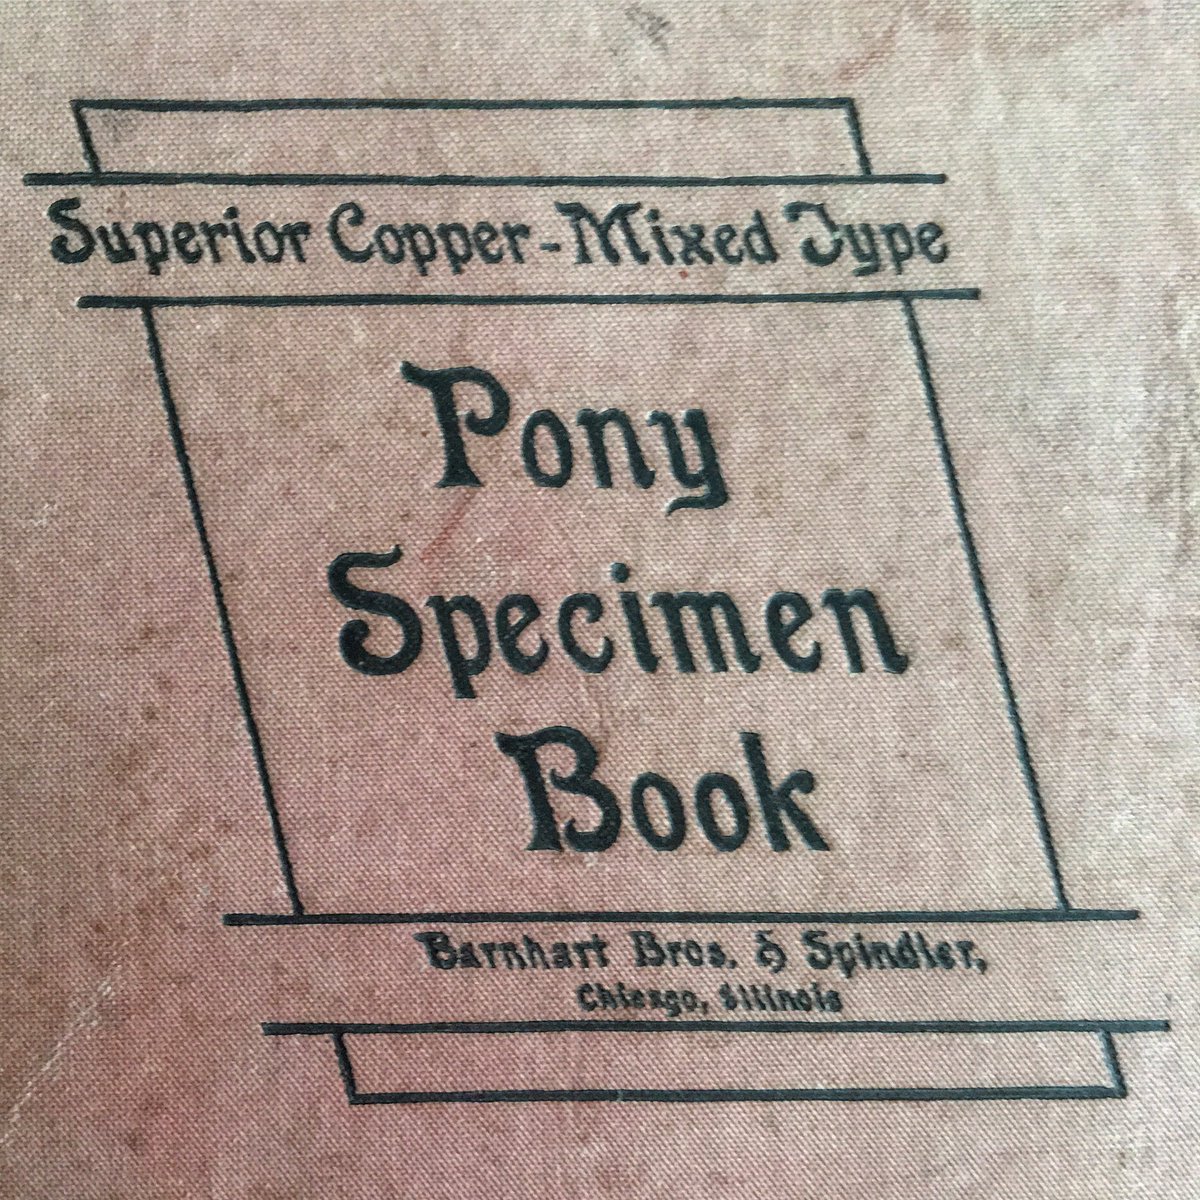 Superior Copper-Mixed Type
Pony
Specimen
Book
Barnhart Bros. & Spindler,
Chicago, Illinois